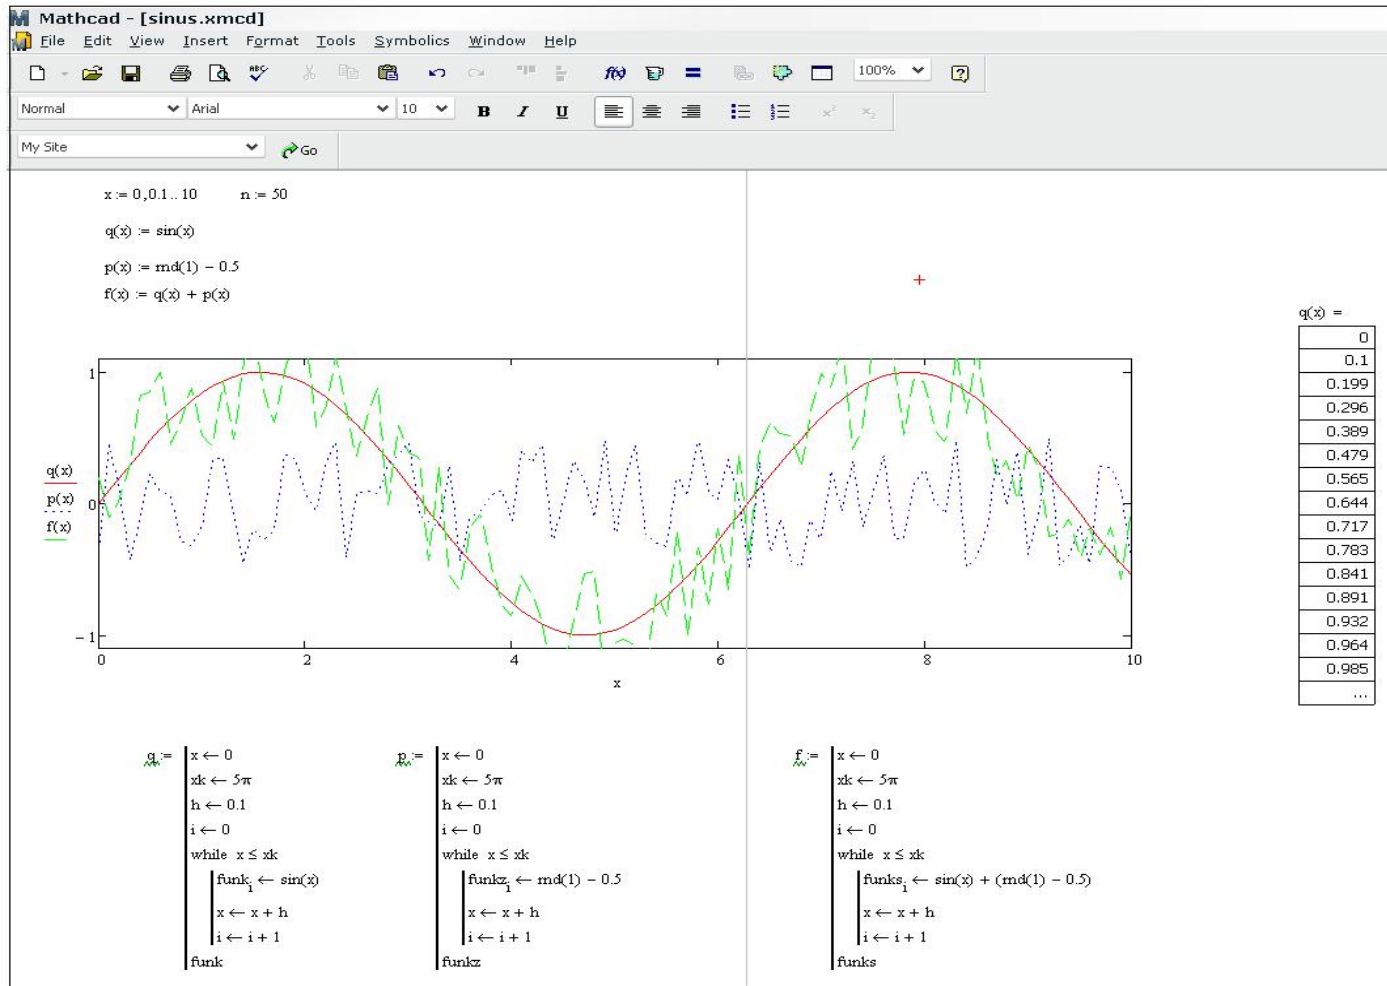 Mathcad - [sinus.xmcd]
File Edit View Insert Format Tools Symbolics Window Help
ABC f(x) = 100% ?
Normal Arial 10 B I U x² x₂
My Site Go
x := 0,0.1.. 10 n := 50
q(x) := sin(x)
p(x) := rnd(1) − 0.5
f(x) := q(x) + p(x)
q(x) =
0
0.1
0.199
0.296
0.389
0.479
0.565
0.644
0.717
0.783
0.841
0.891
0.932
0.964
0.985
...
1
q(x)
p(x)
f(x)
0
− 1
0 2 4 6 8 10
x
q := x ← 0
xk ← 5π
h ← 0.1
i ← 0
while x ≤ xk
funk_i ← sin(x)
x ← x + h
i ← i + 1
funk
p := x ← 0
xk ← 5π
h ← 0.1
i ← 0
while x ≤ xk
funkz_i ← rnd(1) − 0.5
x ← x + h
i ← i + 1
funkz
f := x ← 0
xk ← 5π
h ← 0.1
i ← 0
while x ≤ xk
funks_i ← sin(x) + (rnd(1) − 0.5)
x ← x + h
i ← i + 1
funks